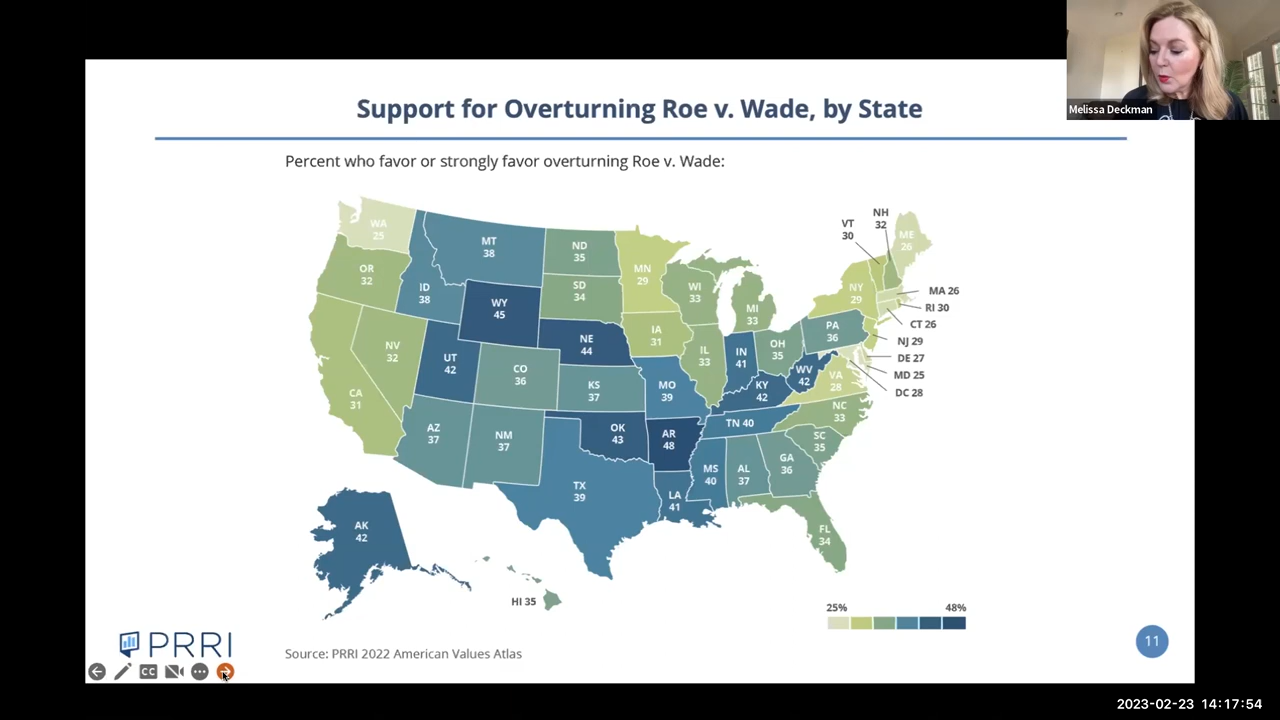 Melissa Deckman
Support for Overturning Roe v. Wade, by State
Percent who favor or strongly favor overturning Roe v. Wade:
WA
25
OR
32
CA
31
NV
32
ID
38
MT
38
WY
45
UT
42
AZ
37
CO
36
NM
37
ND
35
SD
34
NE
44
KS
37
OK
43
TX
39
MN
29
IA
31
MO
39
AR
48
LA
41
WI
33
IL
33
MI
33
IN
41
OH
35
KY
42
TN 40
MS
40
AL
37
GA
36
FL
34
SC
35
NC
33
VA
28
WV
42
PA
36
NY
29
VT
30
NH
32
ME
26
MA 26
RI 30
CT 26
NJ 29
DE 27
MD 25
DC 28
AK
42
HI 35
25% 48%
PRRI
Source: PRRI 2022 American Values Atlas
11
CC
2023-02-23 14:17:54